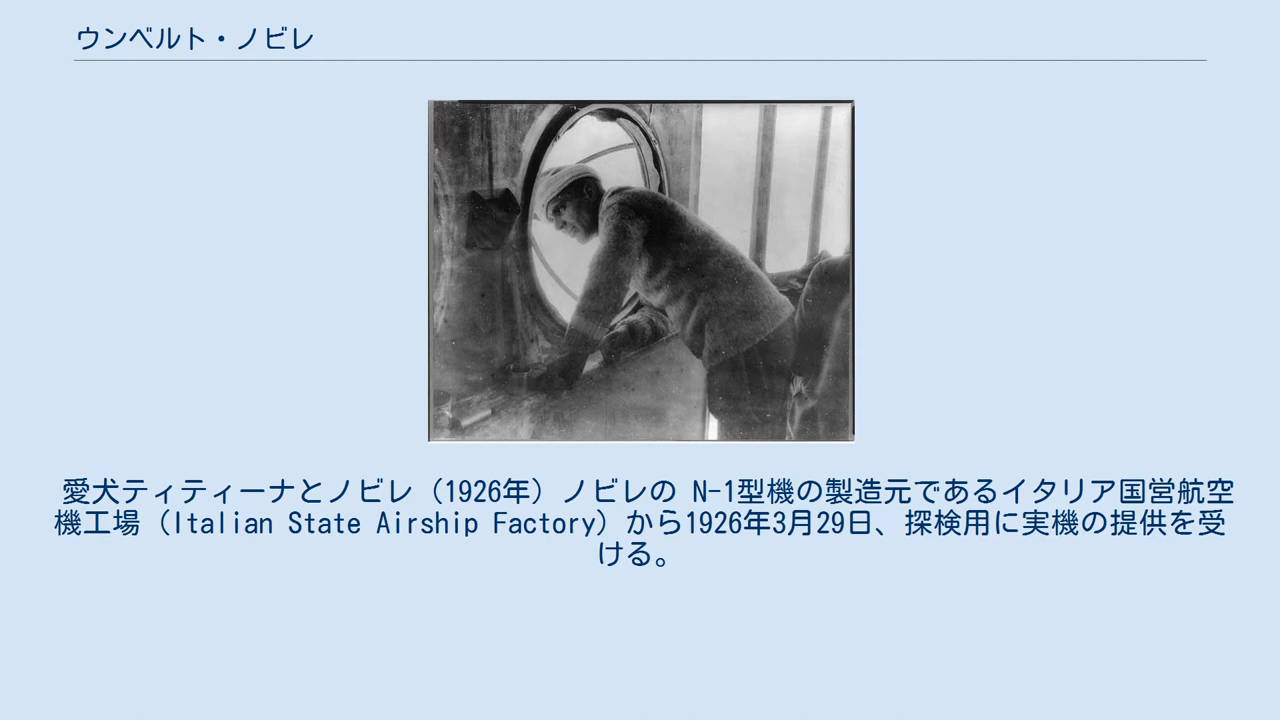 ウンベルト・ノビレ
愛犬ティティーナとノビレ（1926年）ノビレの N-1型機の製造元であるイタリア国営航空
機工場（Italian State Airship Factory）から1926年3月29日、探検用に実機の提供を受
ける。